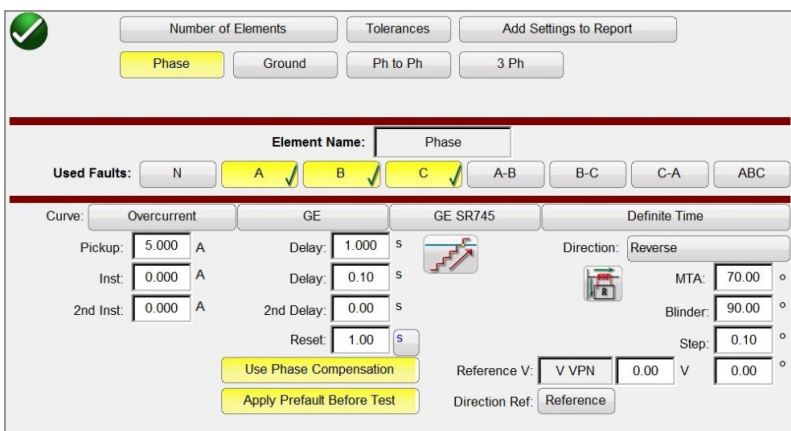 Number of Elements Tolerances Add Settings to Report
Phase Ground Ph to Ph 3 Ph
Element Name: Phase
Used Faults: N A B C A-B B-C C-A ABC
Curve: Overcurrent GE GE SR745 Definite Time
Pickup: 5.000 A Delay: 1.000 s Direction: Reverse
Inst: 0.000 A Delay: 0.10 s MTA: 70.00 °
2nd Inst: 0.000 A 2nd Delay: 0.00 s Blinder: 90.00 °
Reset: 1.00 s Step: 0.10 °
Use Phase Compensation Reference V: V VPN 0.00 V 0.00 °
Apply Prefault Before Test Direction Ref: Reference